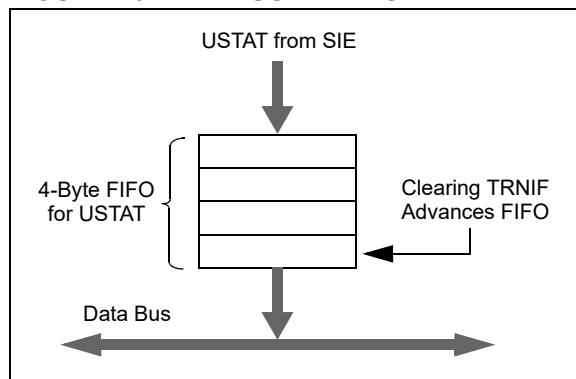 USTAT from SIE
4-Byte FIFO
for USTAT
Clearing TRNIF
Advances FIFO
Data Bus